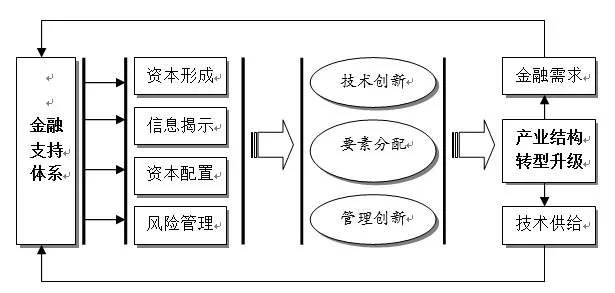 金融
支持
体系
资本形成
信息揭示
资本配置
风险管理
技术创新
要素分配
管理创新
金融需求
产业结构
转型升级
技术供给